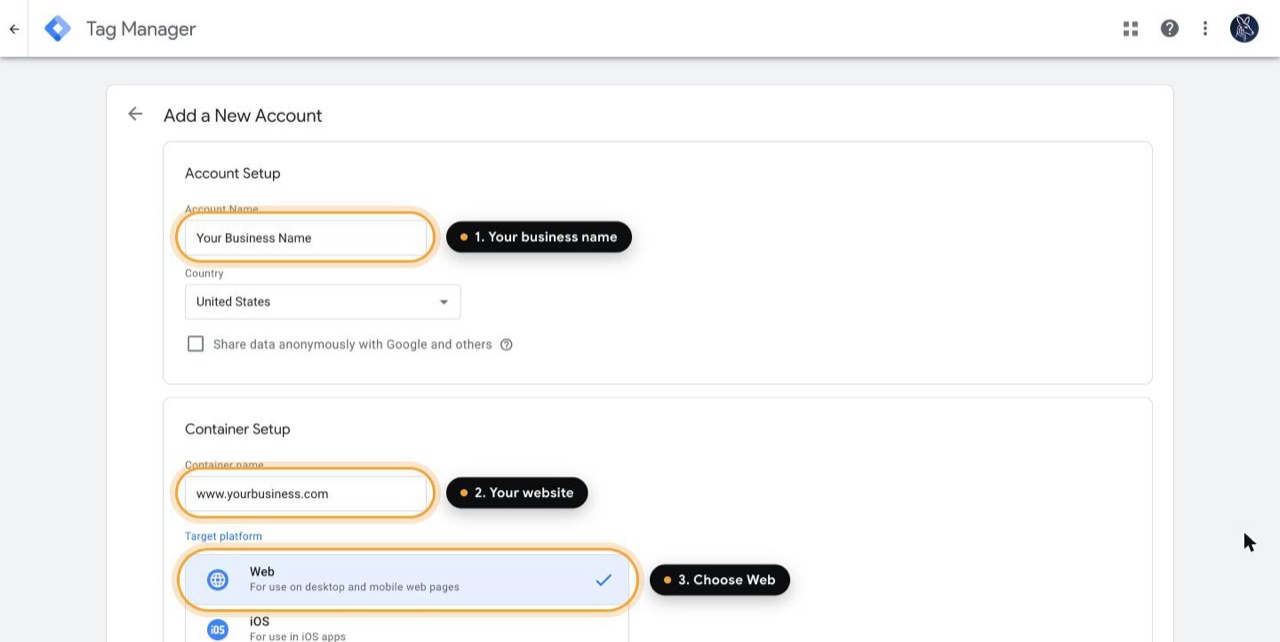 Tag Manager
Add a New Account
Account Setup
Account Name
Your Business Name
1. Your business name
Country
United States
Share data anonymously with Google and others
Container Setup
Container name
www.yourbusiness.com
2. Your website
Target platform
Web
For use on desktop and mobile web pages
3. Choose Web
iOS
iOS
For use in iOS apps